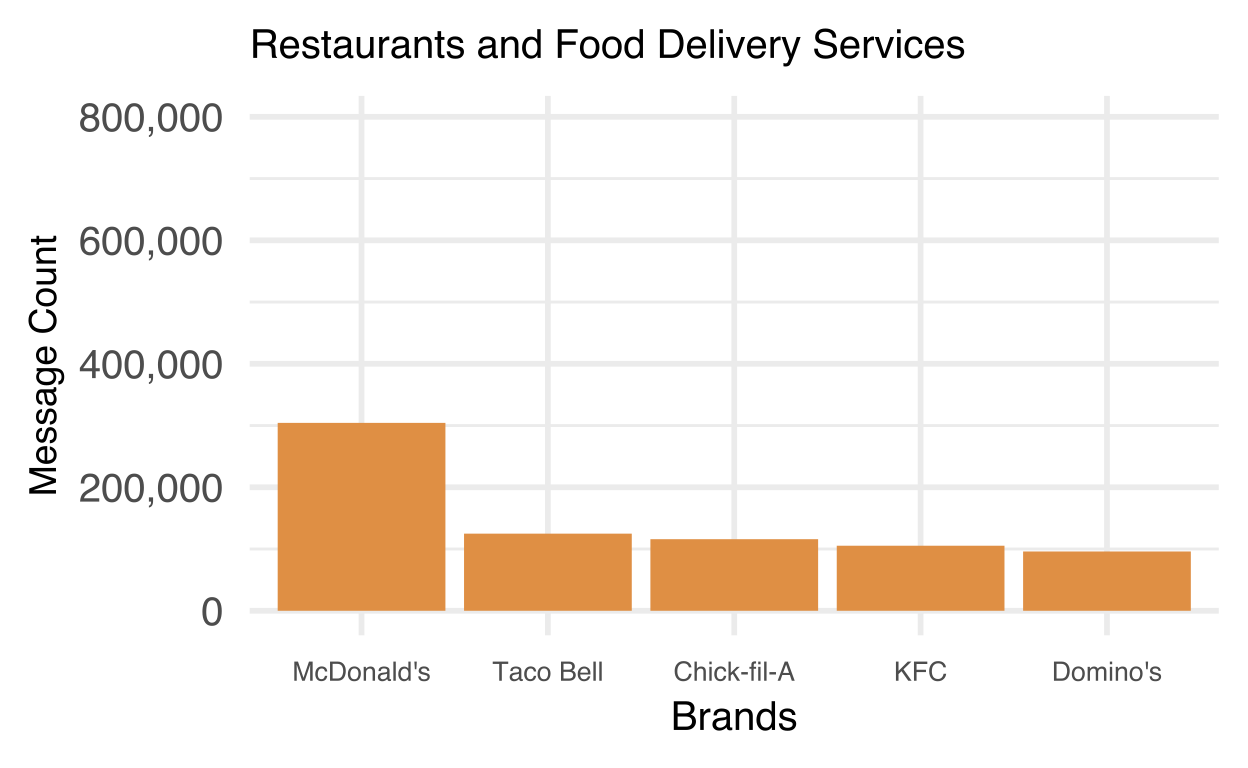 Restaurants and Food Delivery Services
800,000
600,000
400,000
200,000
0
Message Count
McDonald's Taco Bell Chick-fil-A KFC Domino's
Brands